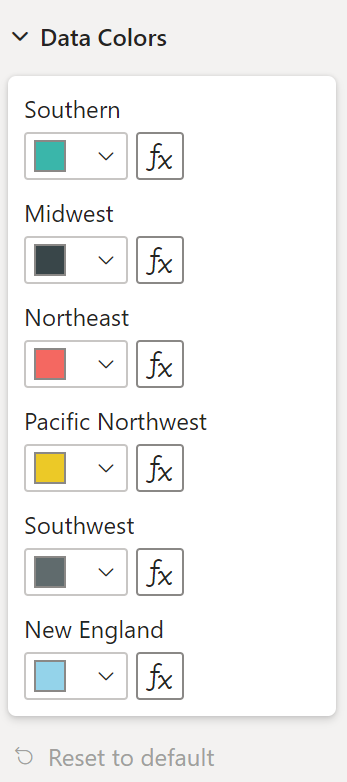 Data Colors
Southern
fx
Midwest
fx
Northeast
fx
Pacific Northwest
fx
Southwest
fx
New England
fx
Reset to default